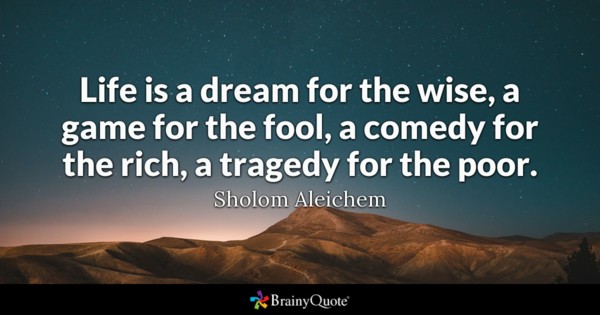 Life is a dream for the wise, a
game for the fool, a comedy for
the rich, a tragedy for the poor.
Sholom Aleichem
BrainyQuote